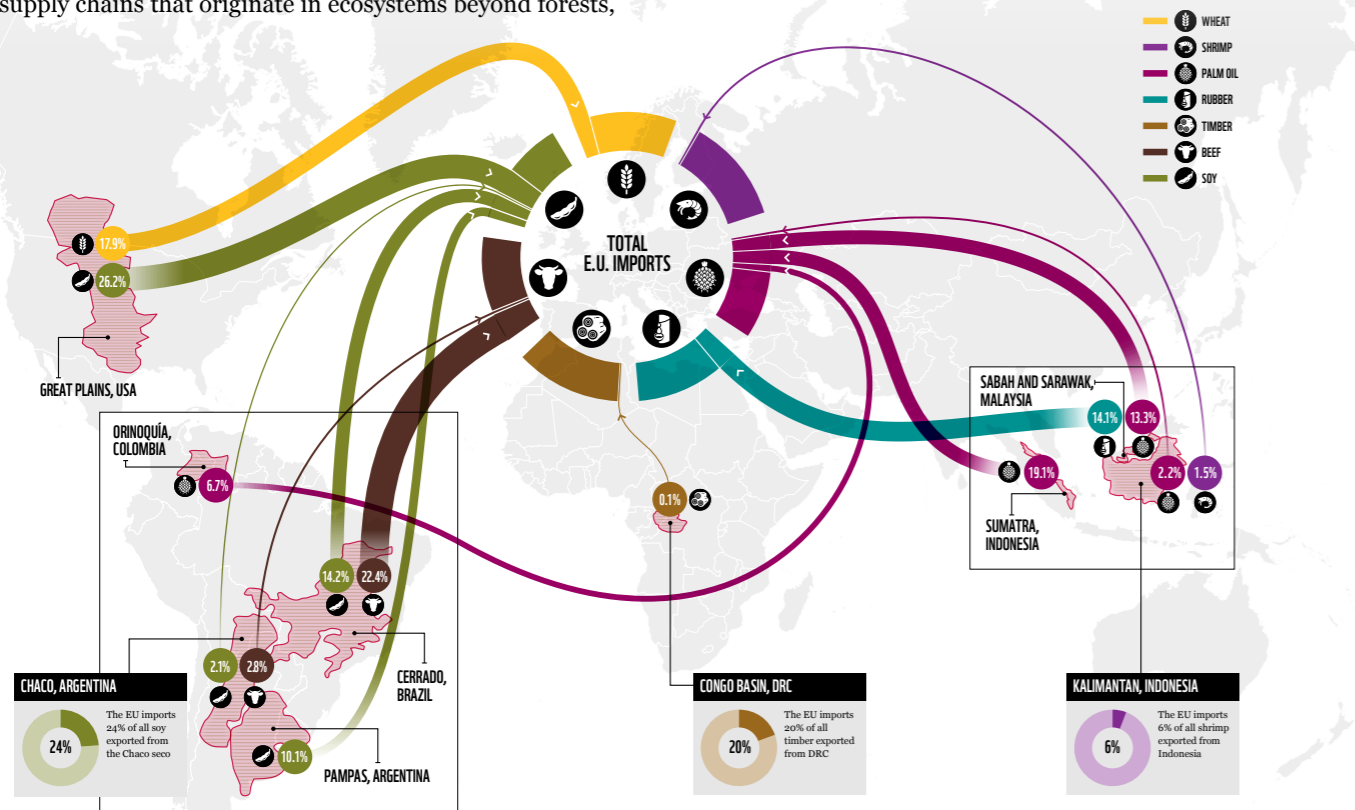 supply chains that originate in ecosystems beyond forests,
WHEAT
SHRIMP
PALM OIL
RUBBER
TIMBER
BEEF
SOY
TOTAL
E.U. IMPORTS
17.9%
26.2%
GREAT PLAINS, USA
ORINOQUÍA,
COLOMBIA
6.7%
14.2%
22.4%
CERRADO,
BRAZIL
2.1%
2.8%
10.1%
PAMPAS, ARGENTINA
0.1%
SABAH AND SARAWAK,
MALAYSIA
14.1%
13.3%
19.1%
2.2%
1.5%
SUMATRA,
INDONESIA
CHACO, ARGENTINA
24%
The EU imports
24% of all soy
exported from
the Chaco seco
CONGO BASIN, DRC
20%
The EU imports
20% of all
timber exported
from DRC
KALIMANTAN, INDONESIA
6%
The EU imports
6% of all shrimp
exported from
Indonesia